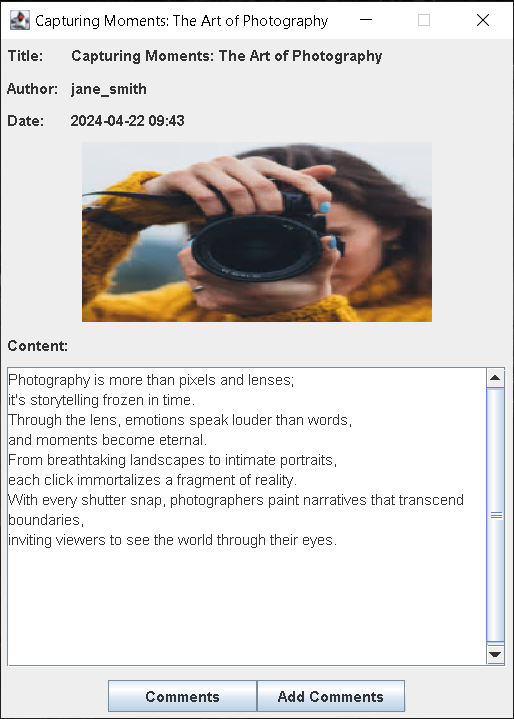 Capturing Moments: The Art of Photography
Title: Capturing Moments: The Art of Photography
Author: jane_smith
Date: 2024-04-22 09:43
Content:
Photography is more than pixels and lenses;
it's storytelling frozen in time.
Through the lens, emotions speak louder than words,
and moments become eternal.
From breathtaking landscapes to intimate portraits,
each click immortalizes a fragment of reality.
With every shutter snap, photographers paint narratives that transcend
boundaries,
inviting viewers to see the world through their eyes.
Comments
Add Comments